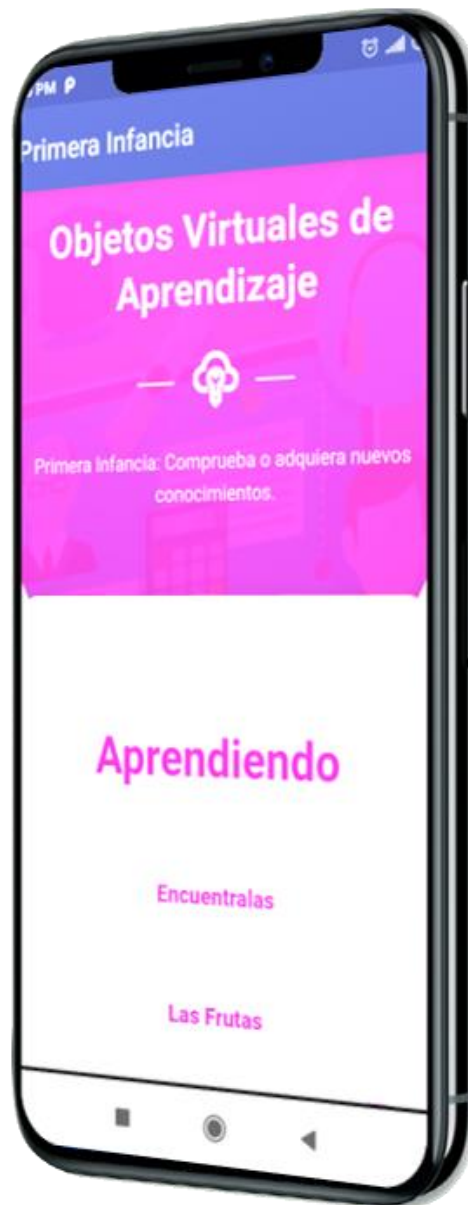 PM
Primera Infancia
Objetos Virtuales de
Aprendizaje
Primera Infancia: Comprueba o adquiera nuevos
conocimientos.
Aprendiendo
Encuentralas
Las Frutas